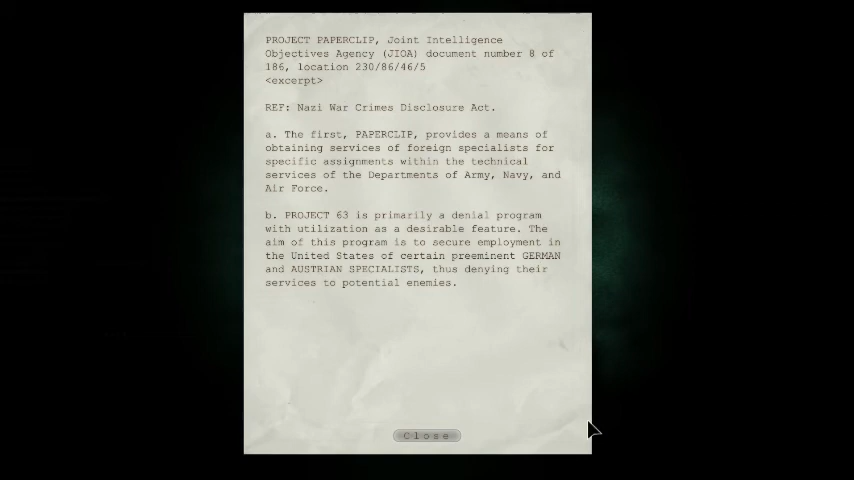 PROJECT PAPERCLIP, Joint Intelligence
Objectives Agency (JIOA) document number 8 of
186, location 230/86/46/5
<excerpt>
REF: Nazi War Crimes Disclosure Act.
a. The first, PAPERCLIP, provides a means of
obtaining services of foreign specialists for
specific assignments within the technical
services of the Departments of Army, Navy, and
Air Force.
b. PROJECT 63 is primarily a denial program
with utilization as a desirable feature. The
aim of this program is to secure employment in
the United States of certain preeminent GERMAN
and AUSTRIAN SPECIALISTS, thus denying their
services to potential enemies.
Close